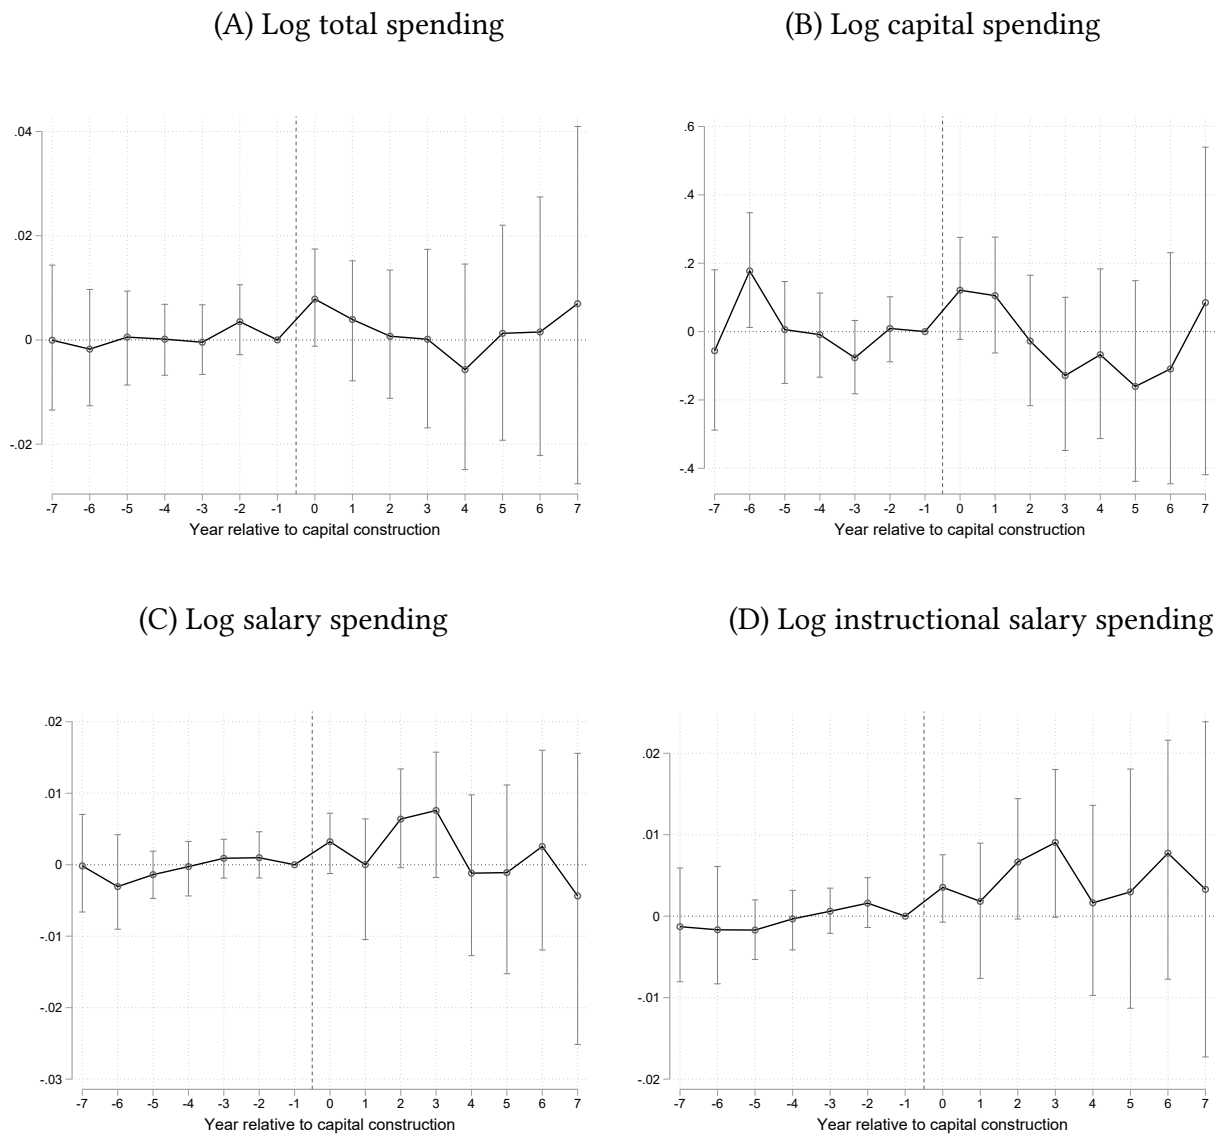 (A) Log total spending
.04
.02
0
-.02
-7 -6 -5 -4 -3 -2 -1 0 1 2 3 4 5 6 7
Year relative to capital construction
(B) Log capital spending
.6
.4
.2
0
-.2
-.4
-7 -6 -5 -4 -3 -2 -1 0 1 2 3 4 5 6 7
Year relative to capital construction
(C) Log salary spending
.02
.01
0
-.01
-.02
-.03
-7 -6 -5 -4 -3 -2 -1 0 1 2 3 4 5 6 7
Year relative to capital construction
(D) Log instructional salary spending
.02
.01
0
-.01
-.02
-7 -6 -5 -4 -3 -2 -1 0 1 2 3 4 5 6 7
Year relative to capital construction